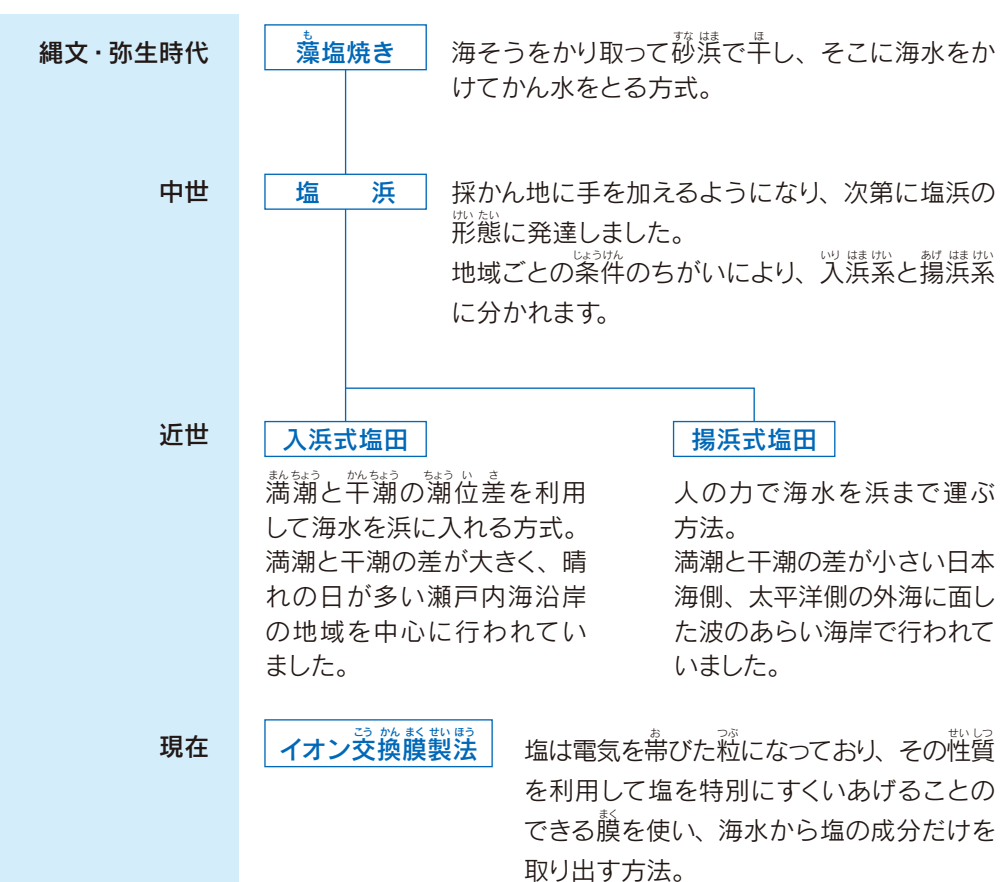 縄文・弥生時代
藻塩焼き
海そうをかり取って砂浜で干し、そこに海水をか
けてかん水をとる方式。
中世
塩 浜
採かん地に手を加えるようになり、次第に塩浜の
形態に発達しました。
地域ごとの条件のちがいにより、入浜系と揚浜系
に分かれます。
近世
入浜式塩田
満潮と干潮の潮位差を利用
して海水を浜に入れる方式。
満潮と干潮の差が大きく、晴
れの日が多い瀬戸内海沿岸
の地域を中心に行われてい
ました。
揚浜式塩田
人の力で海水を浜まで運ぶ
方法。
満潮と干潮の差が小さい日本
海側、太平洋側の外海に面し
た波のあらい海岸で行われて
いました。
現在
イオン交換膜製法
塩は電気を帯びた粒になっており、その性質
を利用して塩を特別にすくいあげることの
できる膜を使い、海水から塩の成分だけを
取り出す方法。